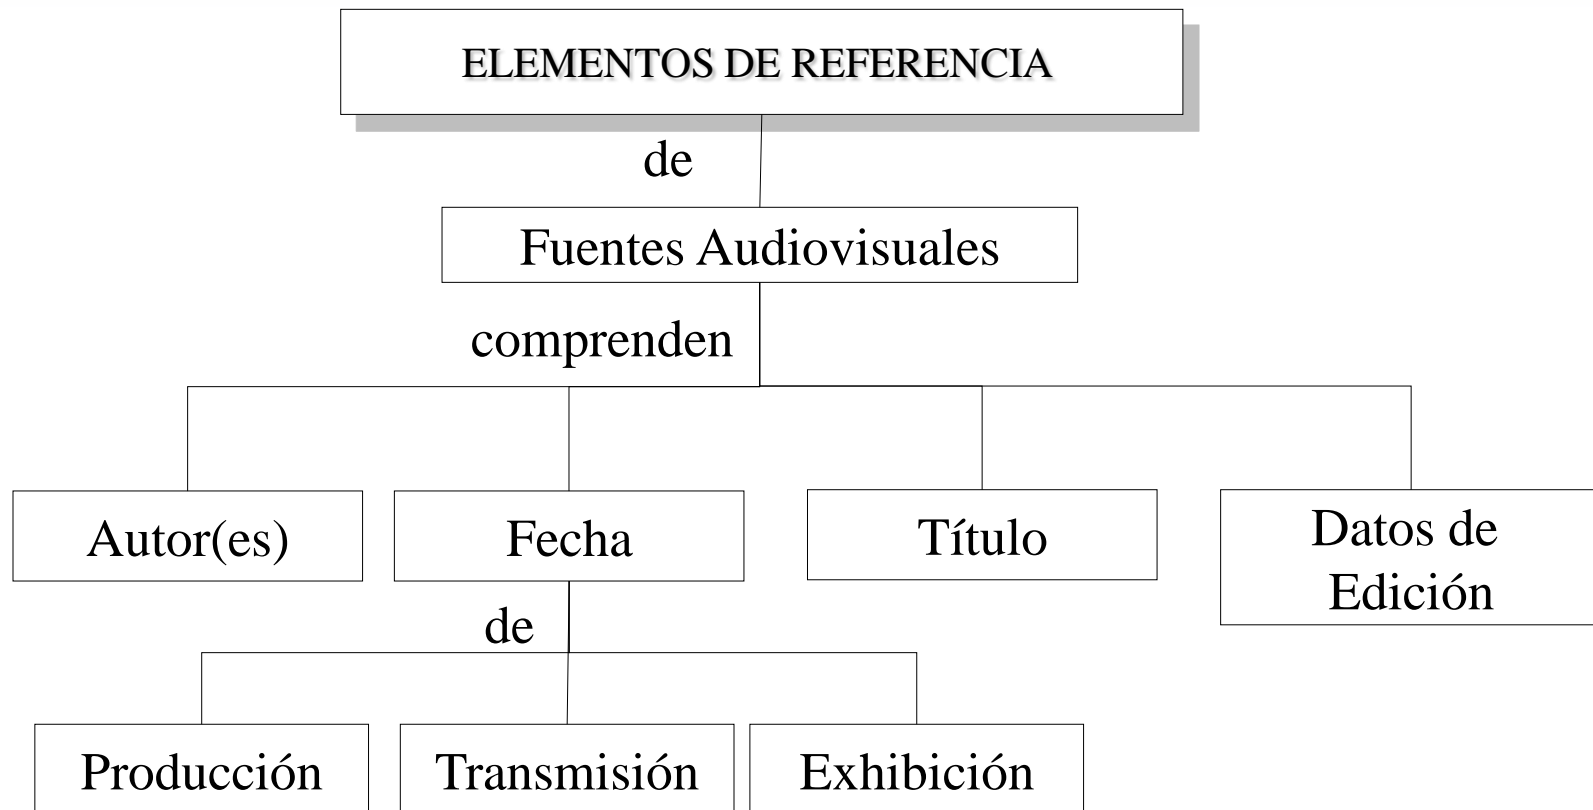 ELEMENTOS DE REFERENCIA
de
Fuentes Audiovisuales
comprenden
Autor(es)
Fecha
Título
Datos de
Edición
de
Producción
Transmisión
Exhibición